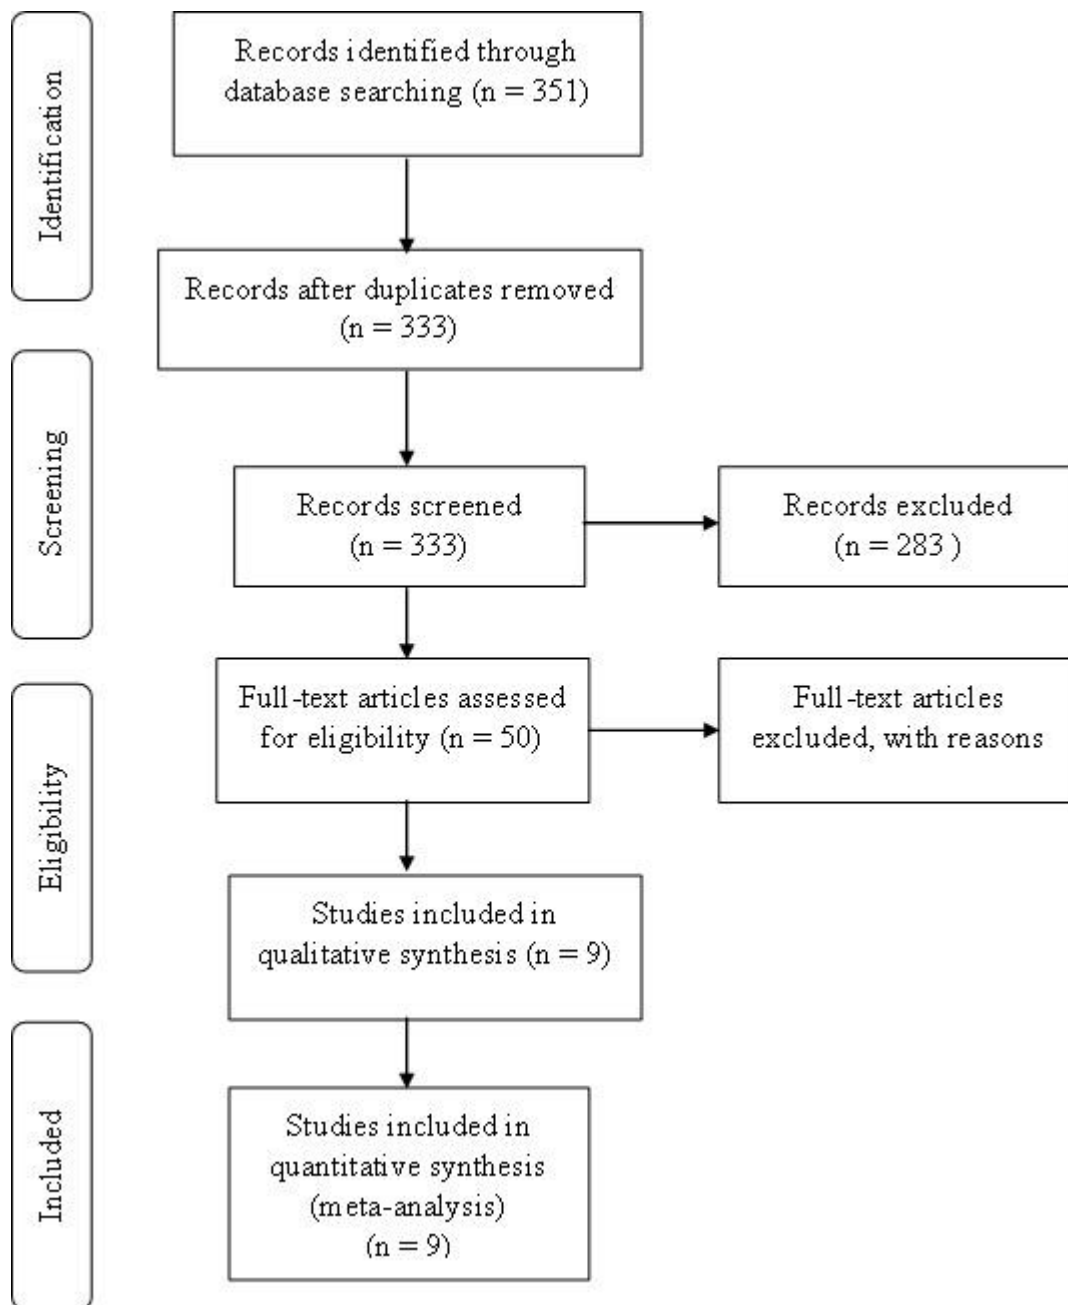 Identification
Records identified through
database searching (n = 351)
Records after duplicates removed
(n = 333)
Screening
Records screened
(n = 333)
Records excluded
(n = 283 )
Eligibility
Full-text articles assessed
for eligibility (n = 50)
Full-text articles
excluded, with reasons
Studies included in
qualitative synthesis (n = 9)
Included
Studies included in
quantitative synthesis
(meta-analysis)
(n = 9)